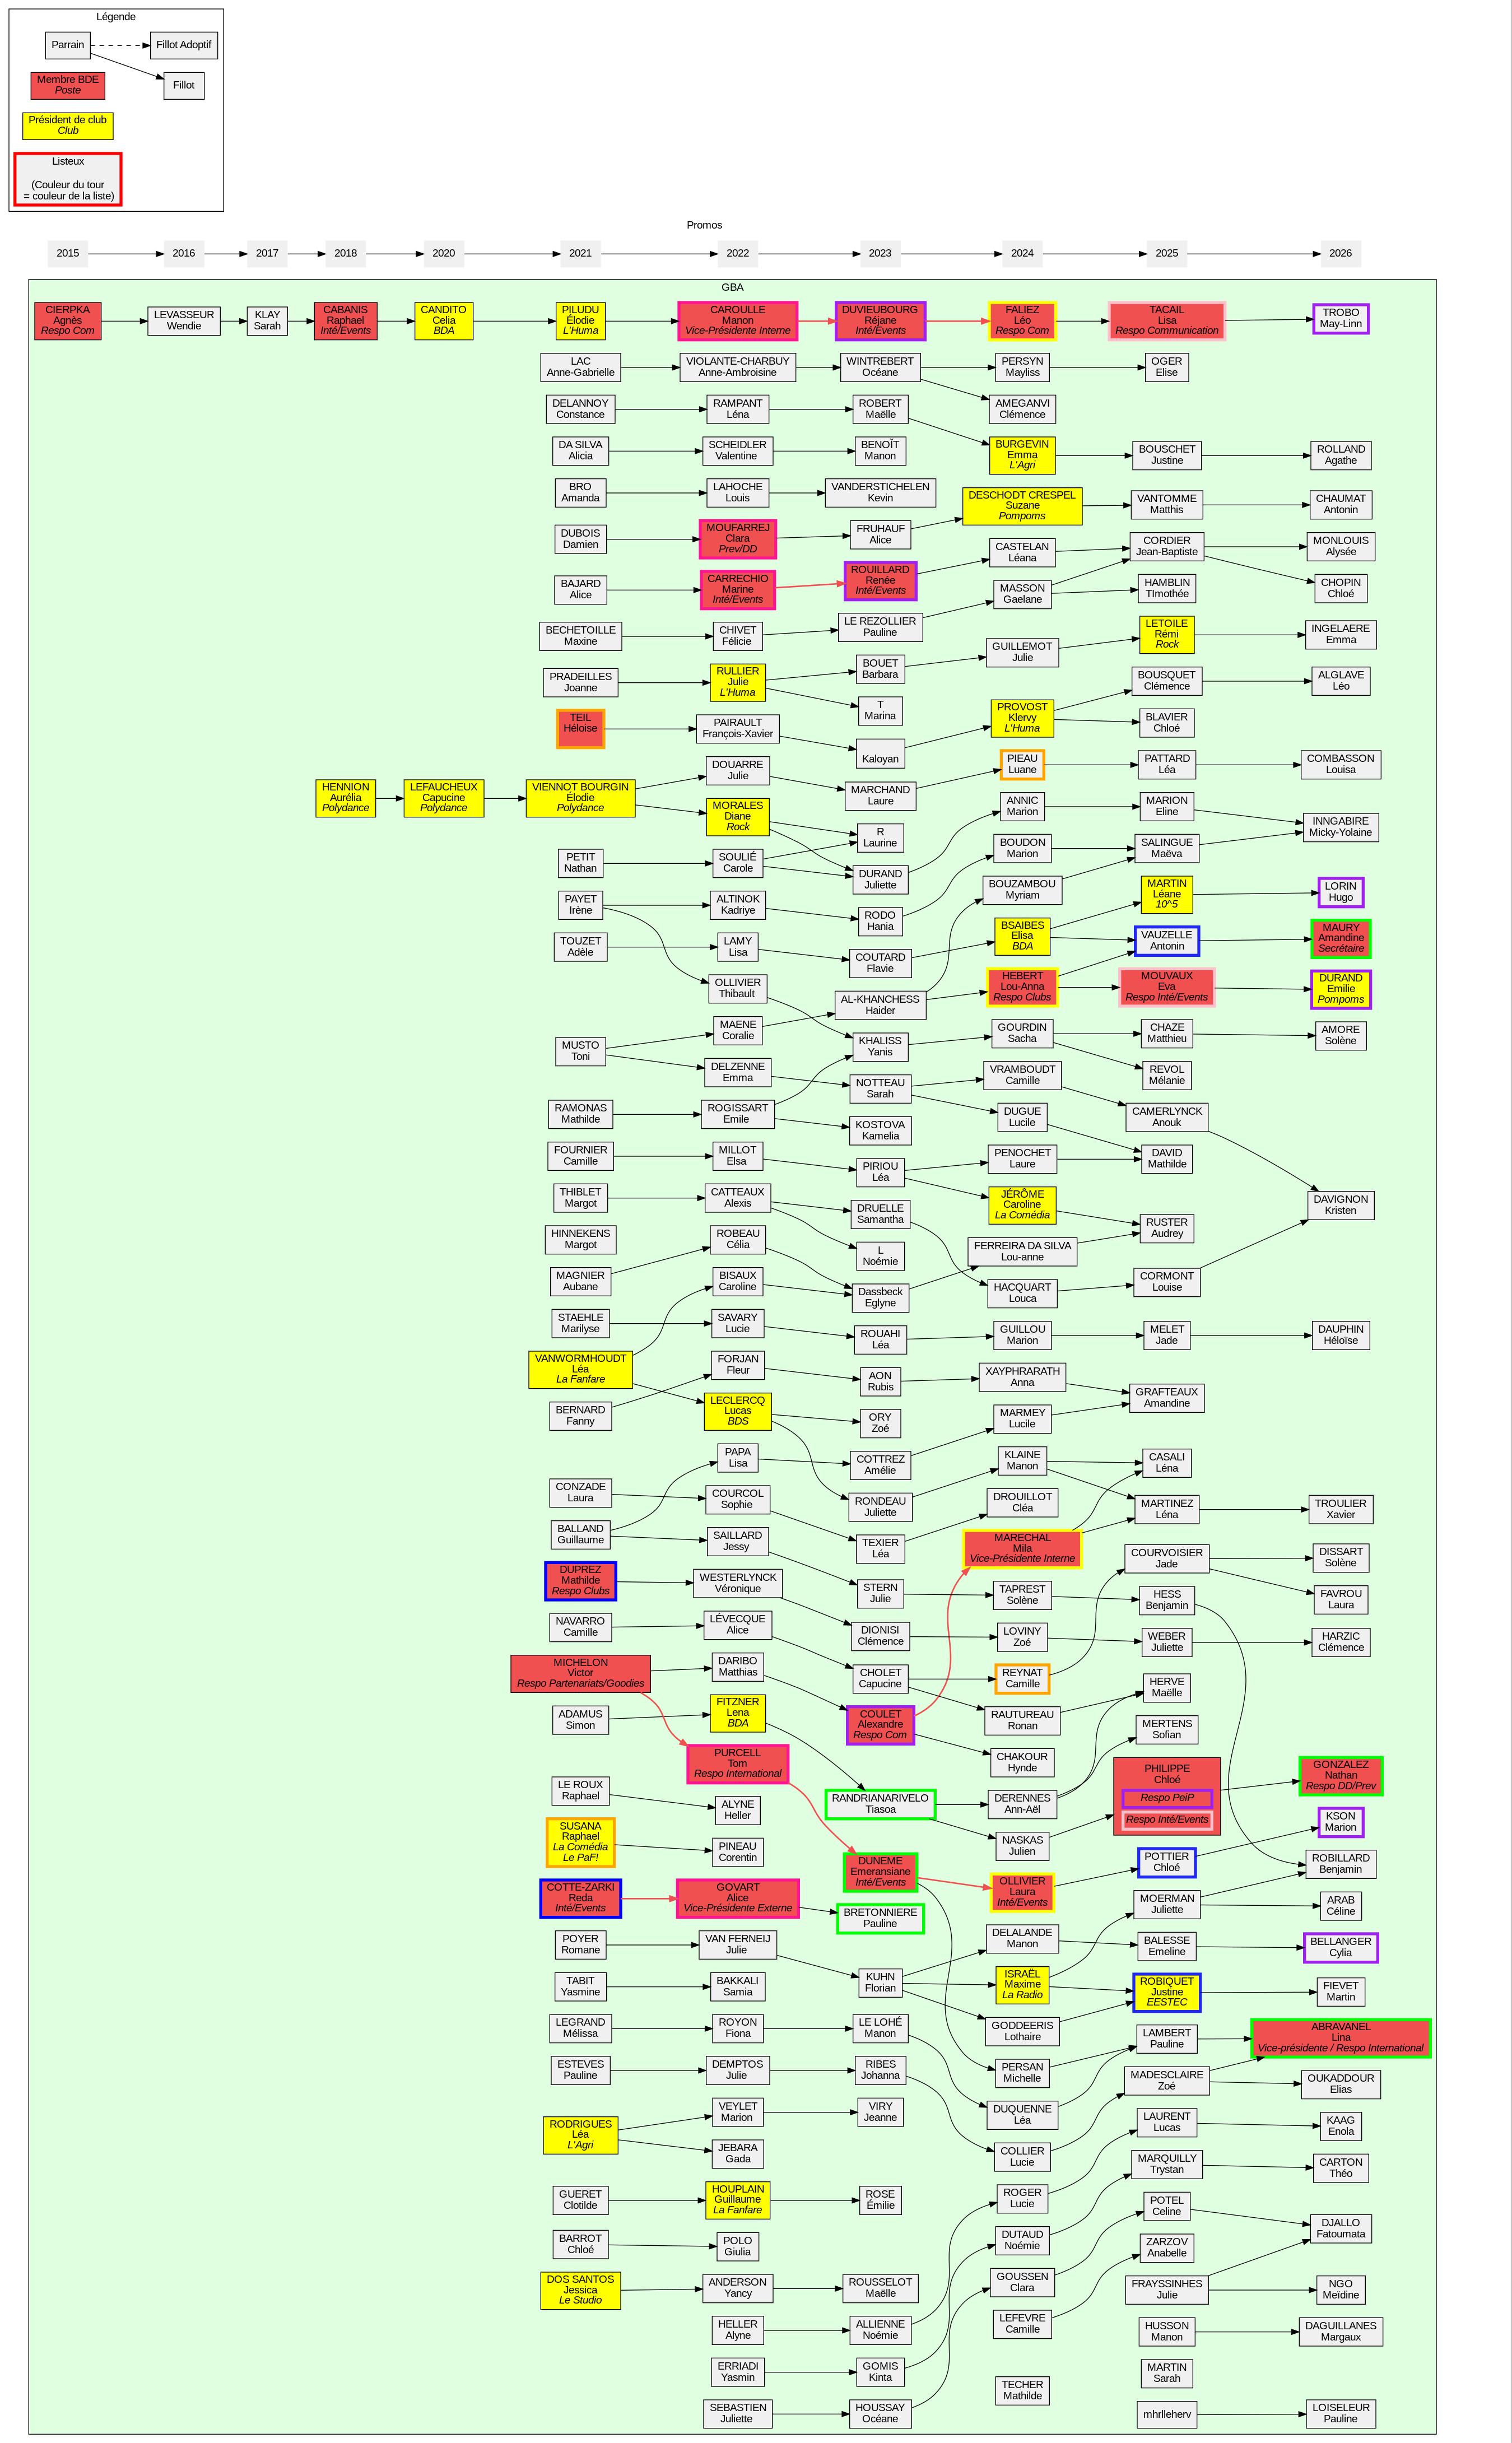 Légende
Parrain
Fillot Adoptif
Fillot
Membre BDE
Poste
Président de club
Club
Listeux
(Couleur du tour
= couleur de la liste)
Promos
2015
2016
2017
2018
2020
2021
2022
2023
2024
2025
2026
GBA
CIERPKA
Agnès
Respo Com
LEVASSEUR
Wendie
KLAY
Sarah
CABANIS
Raphael
Inté/Events
CANDITO
Celia
BDA
HENNION
Aurélia
Polydance
LEFAUCHEUX
Capucine
Polydance
PILUDU
Élodie
L'Huma
LAC
Anne-Gabrielle
DELANNOY
Constance
DA SILVA
Alicia
BRO
Amanda
DUBOIS
Damien
BAJARD
Alice
BECHETOILLE
Maxine
PRADEILLES
Joanne
TEIL
Héloise
VIENNOT BOURGIN
Élodie
Polydance
PETIT
Nathan
PAYET
Irène
TOUZET
Adèle
MUSTO
Toni
RAMONAS
Mathilde
FOURNIER
Camille
THIBLET
Margot
HINNEKENS
Margot
MAGNIER
Aubane
STAEHLE
Marilyse
VANWORMHOUDT
Léa
La Fanfare
BERNARD
Fanny
CONZADE
Laura
BALLAND
Guillaume
DUPREZ
Mathilde
Respo Clubs
NAVARRO
Camille
MICHELON
Victor
Respo Partenariats/Goodies
ADAMUS
Simon
LE ROUX
Raphael
SUSANA
Raphael
La Comédia
Le PaF!
COTTE-ZARKI
Reda
Inté/Events
POYER
Romane
TABIT
Yasmine
LEGRAND
Mélissa
ESTEVES
Pauline
RODRIGUES
Léa
L'Agri
GUERET
Clotilde
BARROT
Chloé
DOS SANTOS
Jessica
Le Studio
CAROULLE
Manon
Vice-Présidente Interne
VIOLANTE-CHARBUY
Anne-Ambroisine
RAMPANT
Léna
SCHEIDLER
Valentine
LAHOCHE
Louis
MOUFARREJ
Clara
Prev/DD
CARRECHIO
Marine
Inté/Events
CHIVET
Félicie
RULLIER
Julie
L'Huma
PAIRAULT
François-Xavier
DOUARRE
Julie
MORALES
Diane
Rock
SOULIÉ
Carole
ALTINOK
Kadriye
LAMY
Lisa
OLLIVIER
Thibault
MAENE
Coralie
DELZENNE
Emma
ROGISSART
Emile
MILLOT
Elsa
CATTEAUX
Alexis
ROBEAU
Célia
BISAUX
Caroline
SAVARY
Lucie
FORJAN
Fleur
LECLERCQ
Lucas
BDS
PAPA
Lisa
COURCOL
Sophie
SAILLARD
Jessy
WESTERLYNCK
Véronique
LÉVECQUE
Alice
DARIBO
Matthias
FITZNER
Lena
BDA
PURCELL
Tom
Respo International
ALYNE
Heller
PINEAU
Corentin
GOVART
Alice
Vice-Présidente Externe
VAN FERNEIJ
Julie
BAKKALI
Samia
ROYON
Fiona
DEMPTOS
Julie
VEYLET
Marion
JEBARA
Gada
HOUPLAIN
Guillaume
La Fanfare
POLO
Giulia
ANDERSON
Yancy
HELLER
Alyne
ERRIADI
Yasmin
SEBASTIEN
Juliette
DUVIEUBOURG
Réjane
Inté/Events
WINTREBERT
Océane
ROBERT
Maëlle
BENOÎT
Manon
VANDERSTICHELEN
Kevin
FRUHAUF
Alice
ROUILLARD
Renée
Inté/Events
LE REZOLLIER
Pauline
BOUET
Barbara
T
Marina
Kaloyan
MARCHAND
Laure
R
Laurine
DURAND
Juliette
RODO
Hania
COUTARD
Flavie
AL-KHANCHESS
Haider
KHALISS
Yanis
NOTTEAU
Sarah
KOSTOVA
Kamelia
PIRIOU
Léa
DRUELLE
Samantha
L
Noémie
Dassbeck
Eglyne
ROUAHI
Léa
AON
Rubis
ORY
Zoé
COTTREZ
Amélie
RONDEAU
Juliette
TEXIER
Léa
STERN
Julie
DIONISI
Clémence
CHOLET
Capucine
COULET
Alexandre
Respo Com
RANDRIANARIVELO
Tiasoa
DUNEME
Emeransiane
Inté/Events
BRETONNIERE
Pauline
KUHN
Florian
LE LOHÉ
Manon
RIBES
Johanna
VIRY
Jeanne
ROSE
Émilie
ROUSSELOT
Maëlle
ALLIENNE
Noémie
GOMIS
Kinta
HOUSSAY
Océane
FALIEZ
Léo
Respo Com
PERSYN
Mayliss
AMEGANVI
Clémence
BURGEVIN
Emma
L'Agri
DESCHODT CRESPEL
Suzane
Pompoms
CASTELAN
Léana
MASSON
Gaelane
GUILLEMOT
Julie
PROVOST
Klervy
L'Huma
PIEAU
Luane
ANNIC
Marion
BOUDON
Marion
BOUZAMBOU
Myriam
BSAIBES
Elisa
BDA
HEBERT
Lou-Anna
Respo Clubs
GOURDIN
Sacha
VRAMBOUDT
Camille
DUGUE
Lucile
PENOCHET
Laure
JÉRÔME
Caroline
La Comédia
FERREIRA DA SILVA
Lou-anne
HACQUART
Louca
GUILLOU
Marion
XAYPHRARATH
Anna
MARMEY
Lucile
KLAINE
Manon
DROUILLOT
Cléa
MARECHAL
Mila
Vice-Présidente Interne
TAPREST
Solène
LOVINY
Zoé
REYNAT
Camille
RAUTUREAU
Ronan
CHAKOUR
Hynde
DERENNES
Ann-Aël
NASKAS
Julien
OLLIVIER
Laura
Inté/Events
DELALANDE
Manon
ISRAËL
Maxime
La Radio
GODDEERIS
Lothaire
PERSAN
Michelle
DUQUENNE
Léa
COLLIER
Lucie
ROGER
Lucie
DUTAUD
Noémie
GOUSSEN
Clara
LEFEVRE
Camille
TECHER
Mathilde
TACAIL
Lisa
Respo Communication
OGER
Elise
BOUSCHET
Justine
VANTOMME
Matthis
CORDIER
Jean-Baptiste
HAMBLIN
TImothée
LETOILE
Rémi
Rock
BOUSQUET
Clémence
BLAVIER
Chloé
PATTARD
Léa
MARION
Eline
SALINGUE
Maëva
MARTIN
Léane
10^5
VAUZELLE
Antonin
MOUVAUX
Eva
Respo Inté/Events
CHAZE
Matthieu
REVOL
Mélanie
CAMERLYNCK
Anouk
DAVID
Mathilde
RUSTER
Audrey
CORMONT
Louise
MELET
Jade
GRAFTEAUX
Amandine
CASALI
Léna
MARTINEZ
Léna
COURVOISIER
Jade
HESS
Benjamin
WEBER
Juliette
HERVE
Maëlle
MERTENS
Sofian
PHILIPPE
Chloé
Respo PeiP
Respo Inté/Events
POTTIER
Chloé
MOERMAN
Juliette
BALESSE
Emeline
ROBIQUET
Justine
EESTEC
LAMBERT
Pauline
MADESCLAIRE
Zoé
LAURENT
Lucas
MARQUILLY
Trystan
POTEL
Celine
ZARZOV
Anabelle
FRAYSSINHES
Julie
HUSSON
Manon
MARTIN
Sarah
mhrlleherv
TROBO
May-Linn
ROLLAND
Agathe
CHAUMAT
Antonin
MONLOUIS
Alysée
CHOPIN
Chloé
INGELAERE
Emma
ALGLAVE
Léo
COMBASSON
Louisa
INNGABIRE
Micky-Yolaine
LORIN
Hugo
MAURY
Amandine
Secrétaire
DURAND
Emilie
Pompoms
AMORE
Solène
DAVIGNON
Kristen
DAUPHIN
Héloïse
TROULIER
Xavier
DISSART
Solène
FAVROU
Laura
HARZIC
Clémence
GONZALEZ
Nathan
Respo DD/Prev
KSON
Marion
ROBILLARD
Benjamin
ARAB
Céline
BELLANGER
Cylia
FIEVET
Martin
ABRAVANEL
Lina
Vice-présidente / Respo International
OUKADDOUR
Elias
KAAG
Enola
CARTON
Théo
DJALLO
Fatoumata
NGO
Meïdine
DAGUILLANES
Margaux
LOISELEUR
Pauline